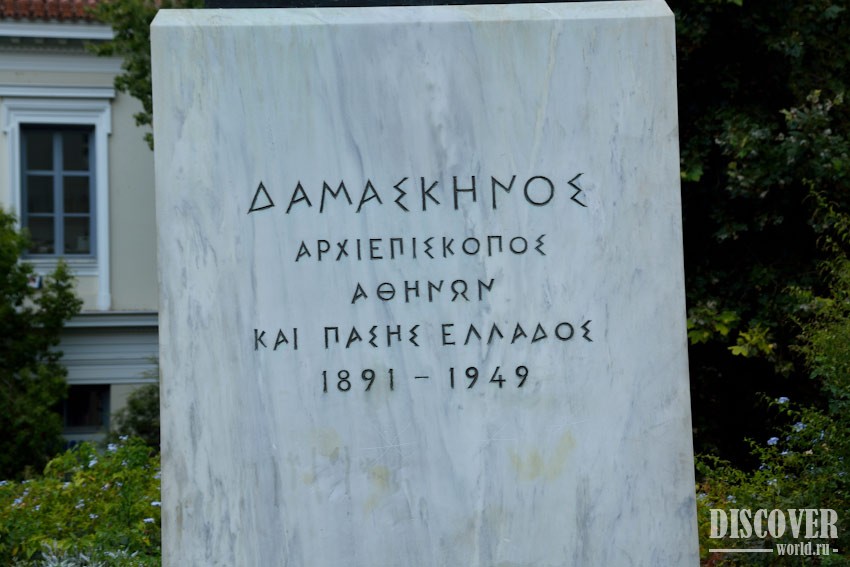 ΔΑΜΑΣΚΗΝΟΣ
ΑΡΧΙΕΠΙΣΚΟΠΟΣ
ΑΘΗΝΩΝ
ΚΑΙ ΠΑΣΗΣ ΕΛΛΑΔΟΣ
1891 – 1949
DISCOVER
world.ru